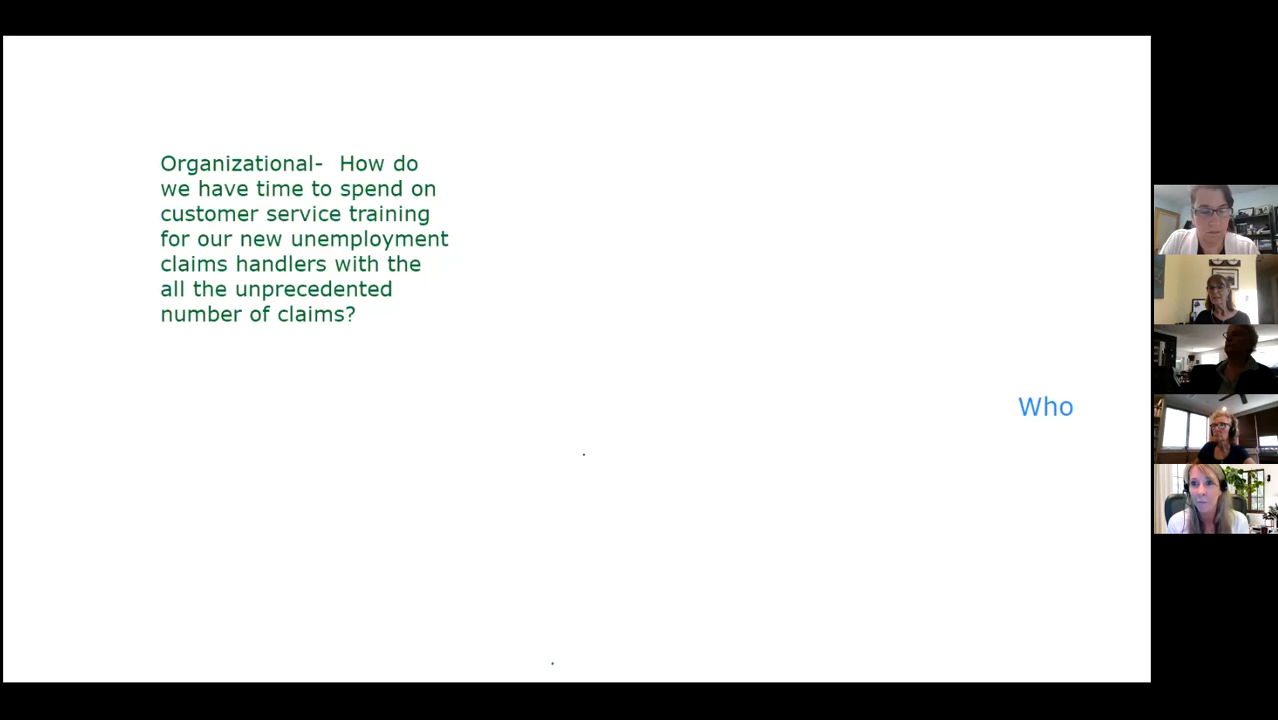 Organizational-  How do
we have time to spend on
customer service training
for our new unemployment
claims handlers with the
all the unprecedented
number of claims?
Who